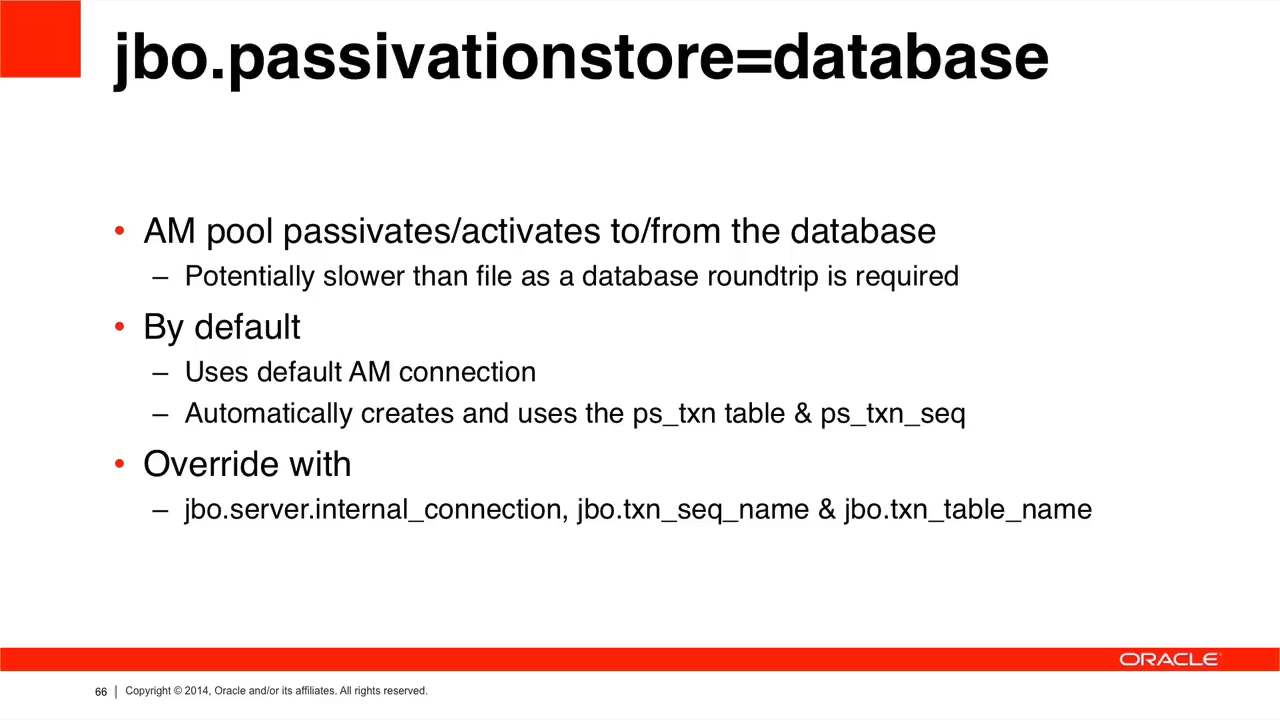 jbo.passivationstore=database
• AM pool passivates/activates to/from the database
– Potentially slower than file as a database roundtrip is required
• By default
– Uses default AM connection
– Automatically creates and uses the ps_txn table & ps_txn_seq
• Override with
– jbo.server.internal_connection, jbo.txn_seq_name & jbo.txn_table_name
ORACLE
66 | Copyright © 2014, Oracle and/or its affiliates. All rights reserved.